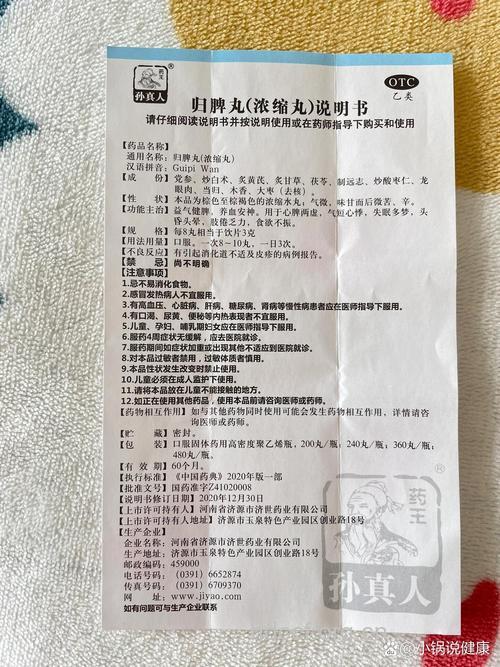 药王
孙真人
OTC
乙类
归脾丸(浓缩丸)说明书
请仔细阅读说明书并按说明使用或在药师指导下购买和使用
[药品名称]
通用名称：归脾丸(浓缩丸)
汉语拼音：Guipi Wan
[成 份] 党参、炒白术、炙黄芪、炙甘草、茯苓、制远志、炒酸枣仁、龙
眼肉、当归、木香、大枣（去核）。
[性 状] 本品为棕色至棕褐色的浓缩水丸；气微，味甘而后微苦、辛。
[功能主治] 益气健脾，养血安神。用于心脾两虚，气短心悸，失眠多梦，头
昏头晕，肢倦乏力，食欲不振。
[规 格] 每8丸相当于饮片3克
[用法用量] 口服。一次8～10丸，一日3次。
[不良反应] 有引起消化道不适及皮疹的病例报告。
[禁 忌] 尚不明确
[注意事项]
1.忌不易消化食物。
2.感冒发热病人不宜服用。
3.有高血压、心脏病、肝病、糖尿病、肾病等慢性病患者应在医师指导下服用。
4.有口渴、尿黄、便秘等内热表现者不宜服用。
5.儿童、孕妇、哺乳期妇女应在医师指导下服用。
6.服药4周症状无缓解，应去医院就诊。
7.服药期间如症状加重或出现其他不适应到医院就诊。
8.对本品过敏者禁用，过敏体质者慎用。
9.本品性状发生改变时禁止使用。
10.儿童必须在成人监护下使用。
11.请将本品放在儿童不能接触的地方。
12.如正在使用其他药品，使用本品前请咨询医师或药师。
[药物相互作用] 如与其他药物同时使用可能会发生药物相互作用，详情请咨
询医师或药师。
[贮 藏] 密封。
[包 装] 口服固体药用高密度聚乙烯瓶，200丸/瓶；240丸/瓶；360丸/瓶；
480丸/瓶。
[有 效 期] 60个月。
[执行标准] 《中国药典》2020年版一部
[批准文号] 国药准字Z41020008
[说明书修订日期] 2020年12月30日
[上市许可持有人] 河南省济源市济世药业有限公司
[上市许可持有人地址] 济源市玉泉特色产业园区创业路18号
[生产企业]
企业名称：河南省济源市济世药业有限公司
生产地址：济源市玉泉特色产业园区创业路18号
邮政编码：459000
电话号码：(0391) 6652874
传真号码：(0391) 6709370
网 址：www.jiyao.com
如有问题可与生产企业联系
药王
孙真人
®
@小锅说健康